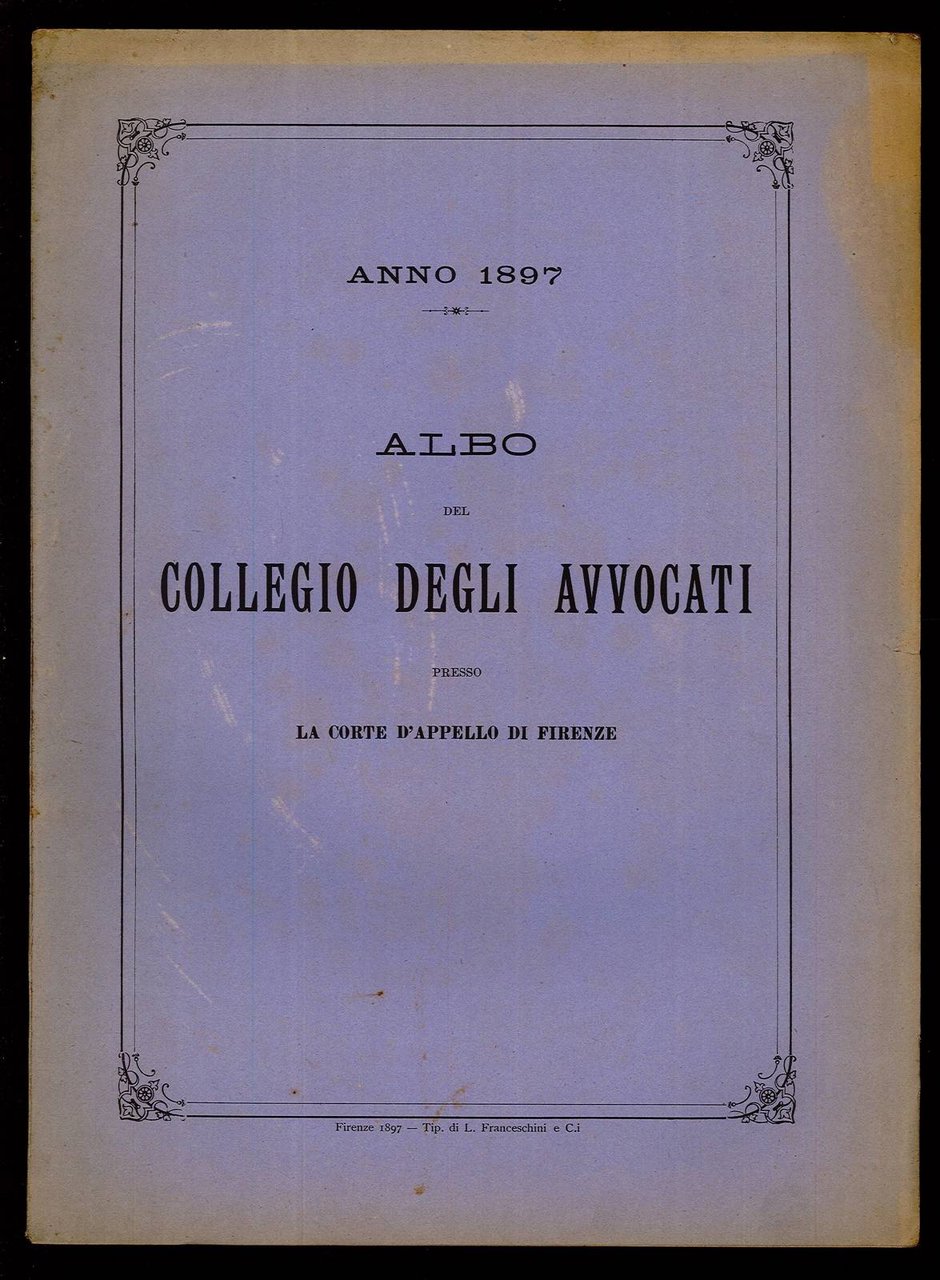 ANNO 1897
ALBO
DEL
COLLEGIO DEGLI AVVOCATI
PRESSO
LA CORTE D'APPELLO DI FIRENZE
Firenze 1897 — Tip. di L. Franceschini e C.i